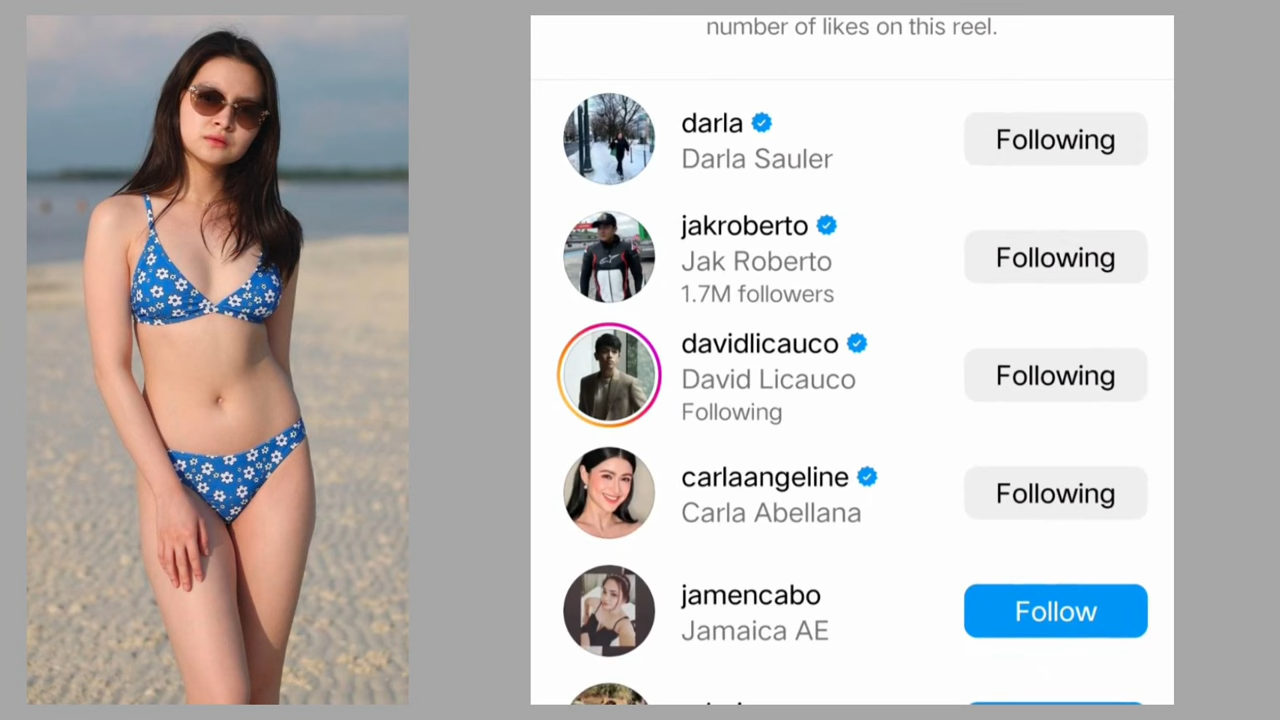 number of likes on this reel.
darla
Darla Sauler
Following
jakroberto
Jak Roberto
1.7M followers
Following
davidlicauco
David Licauco
Following
Following
carlaangeline
Carla Abellana
Following
jamencabo
Jamaica AE
Follow